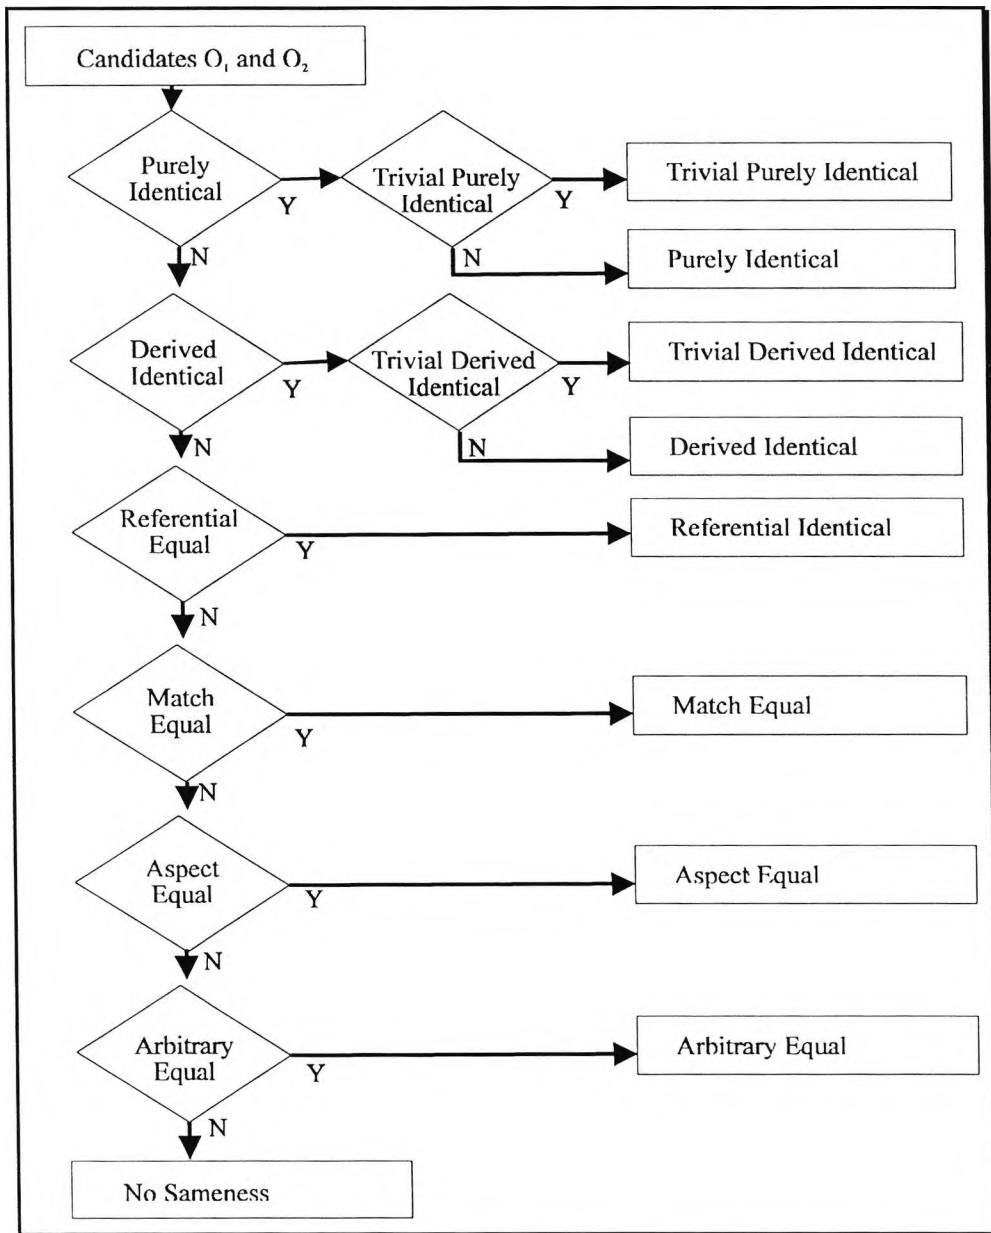 Candidates O₁ and O₂
Purely
Identical
Y
Trivial Purely
Identical
Y
Trivial Purely Identical
N
Purely Identical
N
Derived
Identical
Y
Trivial Derived
Identical
Y
Trivial Derived Identical
N
Derived Identical
N
Referential
Equal
Y
Referential Identical
N
Match
Equal
Y
Match Equal
N
Aspect
Equal
Y
Aspect Equal
N
Arbitrary
Equal
Y
Arbitrary Equal
N
No Sameness